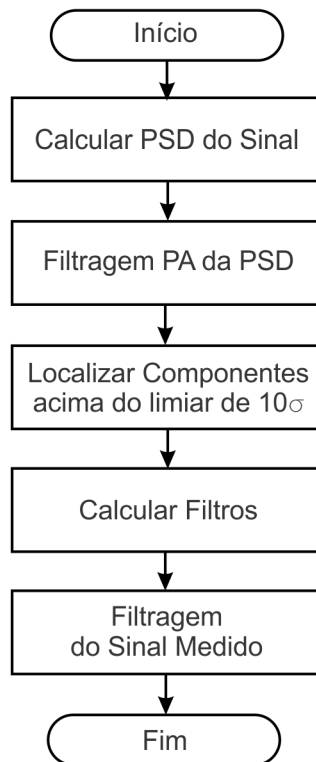 Início
Calcular PSD do Sinal
Filtragem PA da PSD
Localizar Componentes
acima do limiar de 10σ
Calcular Filtros
Filtragem
do Sinal Medido
Fim